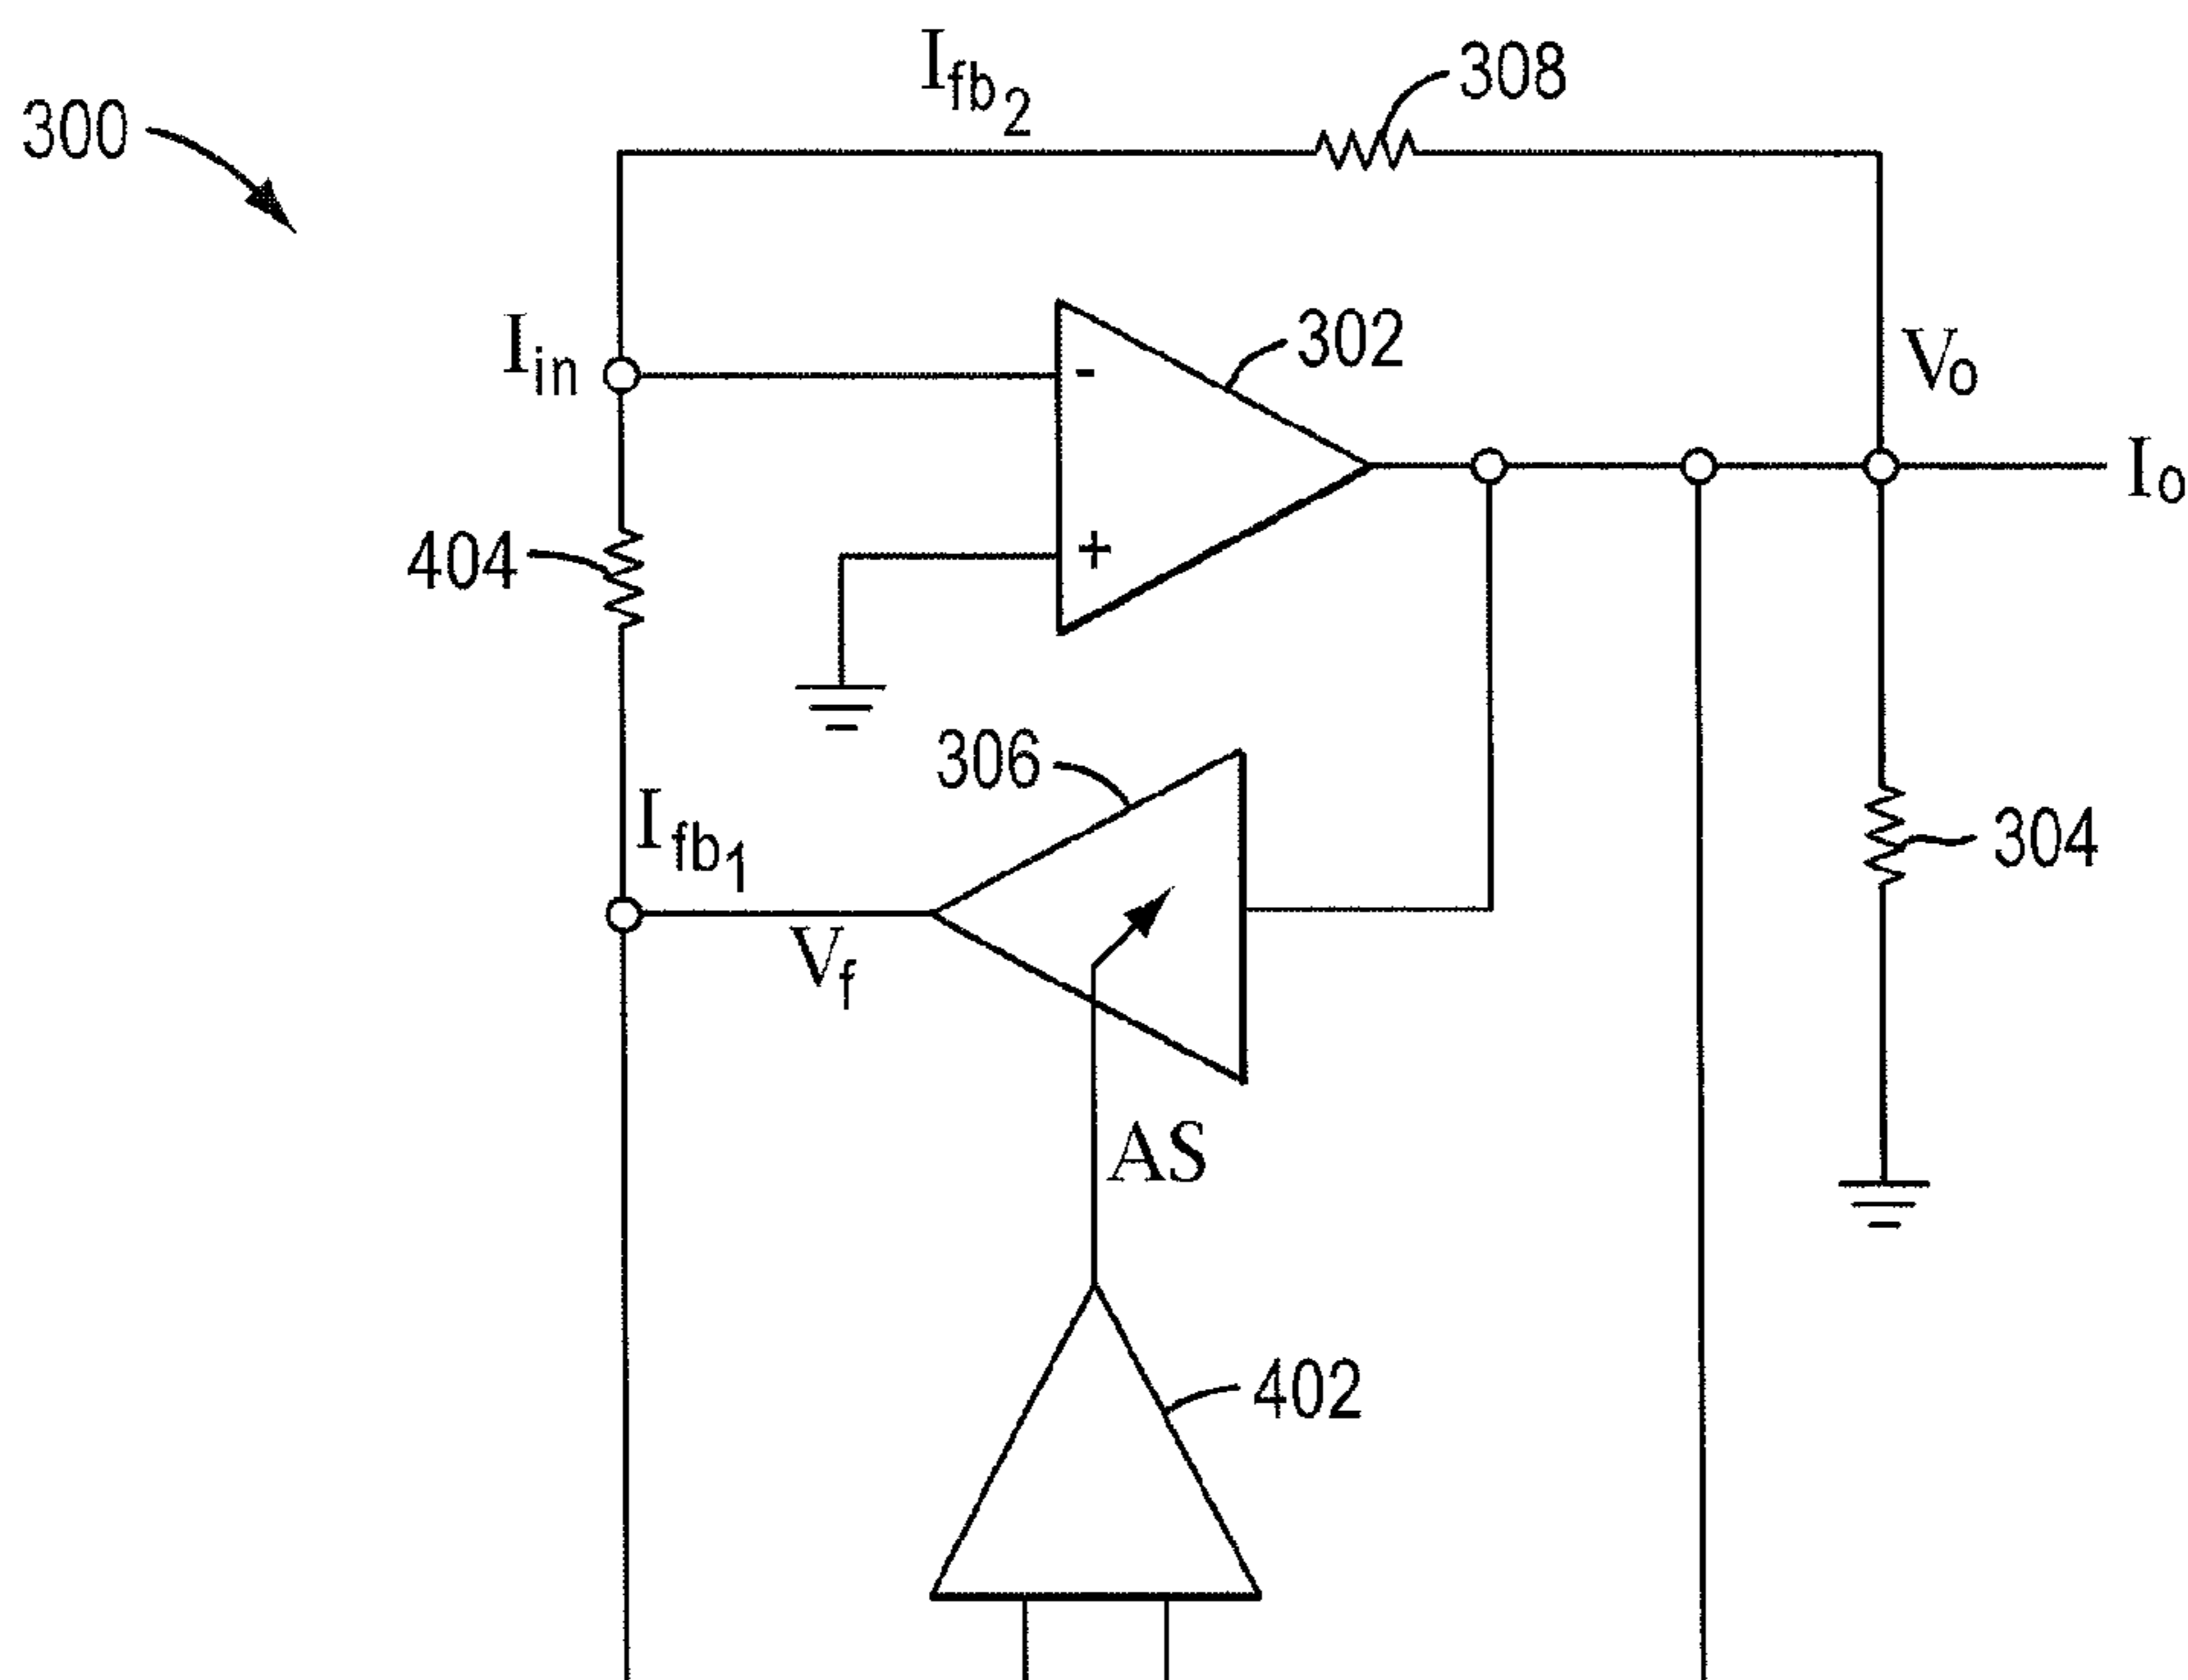 I_fb2
308
300
I_in
302
-
V_o
I_o
+
404
306
I_fb1
304
V_f
AS
402